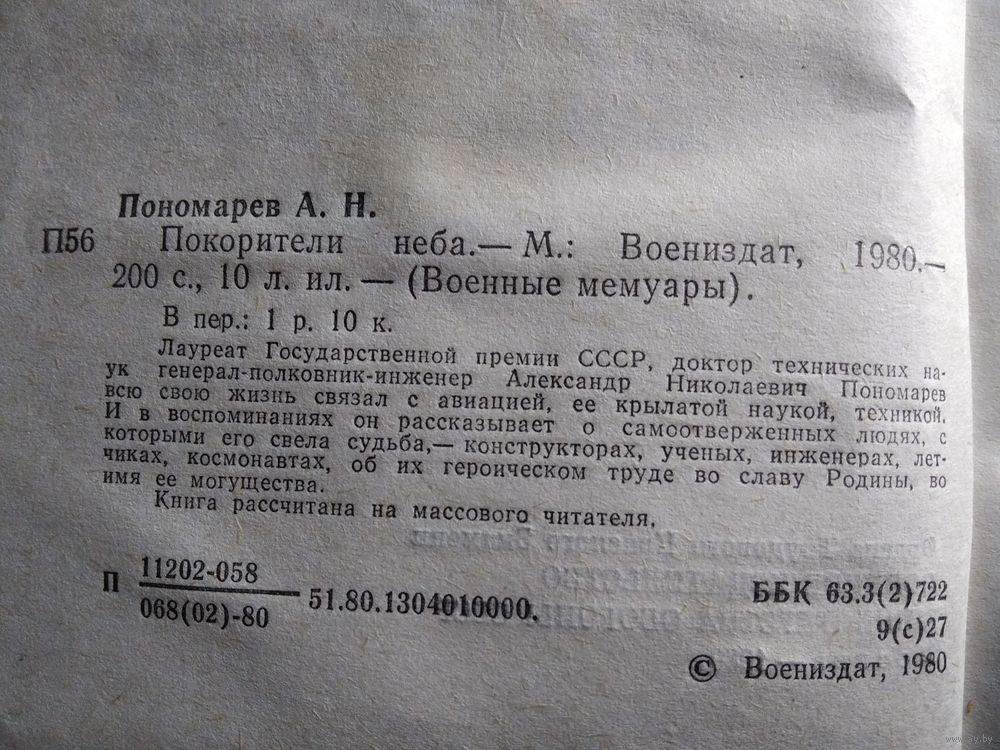 Пономарев А. Н.
П56 Покорители неба.— М.: Воениздат, 1980.—
200 с., 10 л. ил. — (Военные мемуары).
В пер.: 1 р. 10 к.
Лауреат Государственной премии СССР, доктор технических на-
ук генерал-полковник-инженер Александр Николаевич Пономарев
всю свою жизнь связал с авиацией, ее крылатой наукой, техникой.
И в воспоминаниях он рассказывает о самоотверженных людях, с
которыми его свела судьба,— конструкторах, ученых, инженерах, лет-
чиках, космонавтах, об их героическом труде во славу Родины, во
имя ее могущества.
Книга рассчитана на массового читателя.
П 11202-058
068(02)-80 51.80.1304010000.
ББК 63.3(2)722
9(с)27
© Воениздат, 1980
www.ay.by